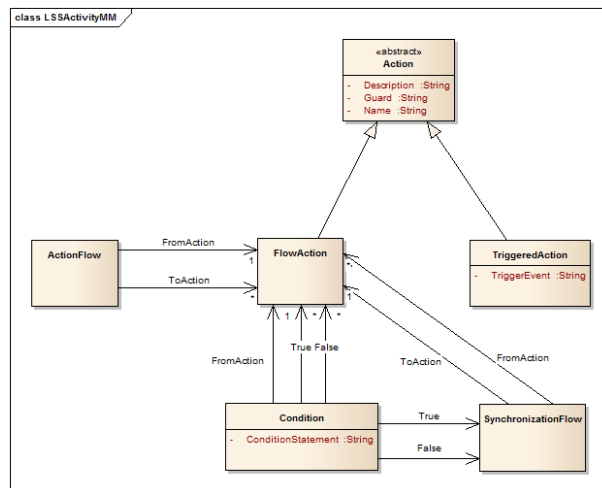 class LSSActivityMM
«abstract»
Action
- Description :String
- Guard :String
- Name :String
ActionFlow
FromAction
1
ToAction
*
FlowAction
*
1
TriggeredAction
- TriggerEvent :String
FromAction
1
True
*
False
*
ToAction
FromAction
Condition
- ConditionStatement :String
True
False
SynchronizationFlow